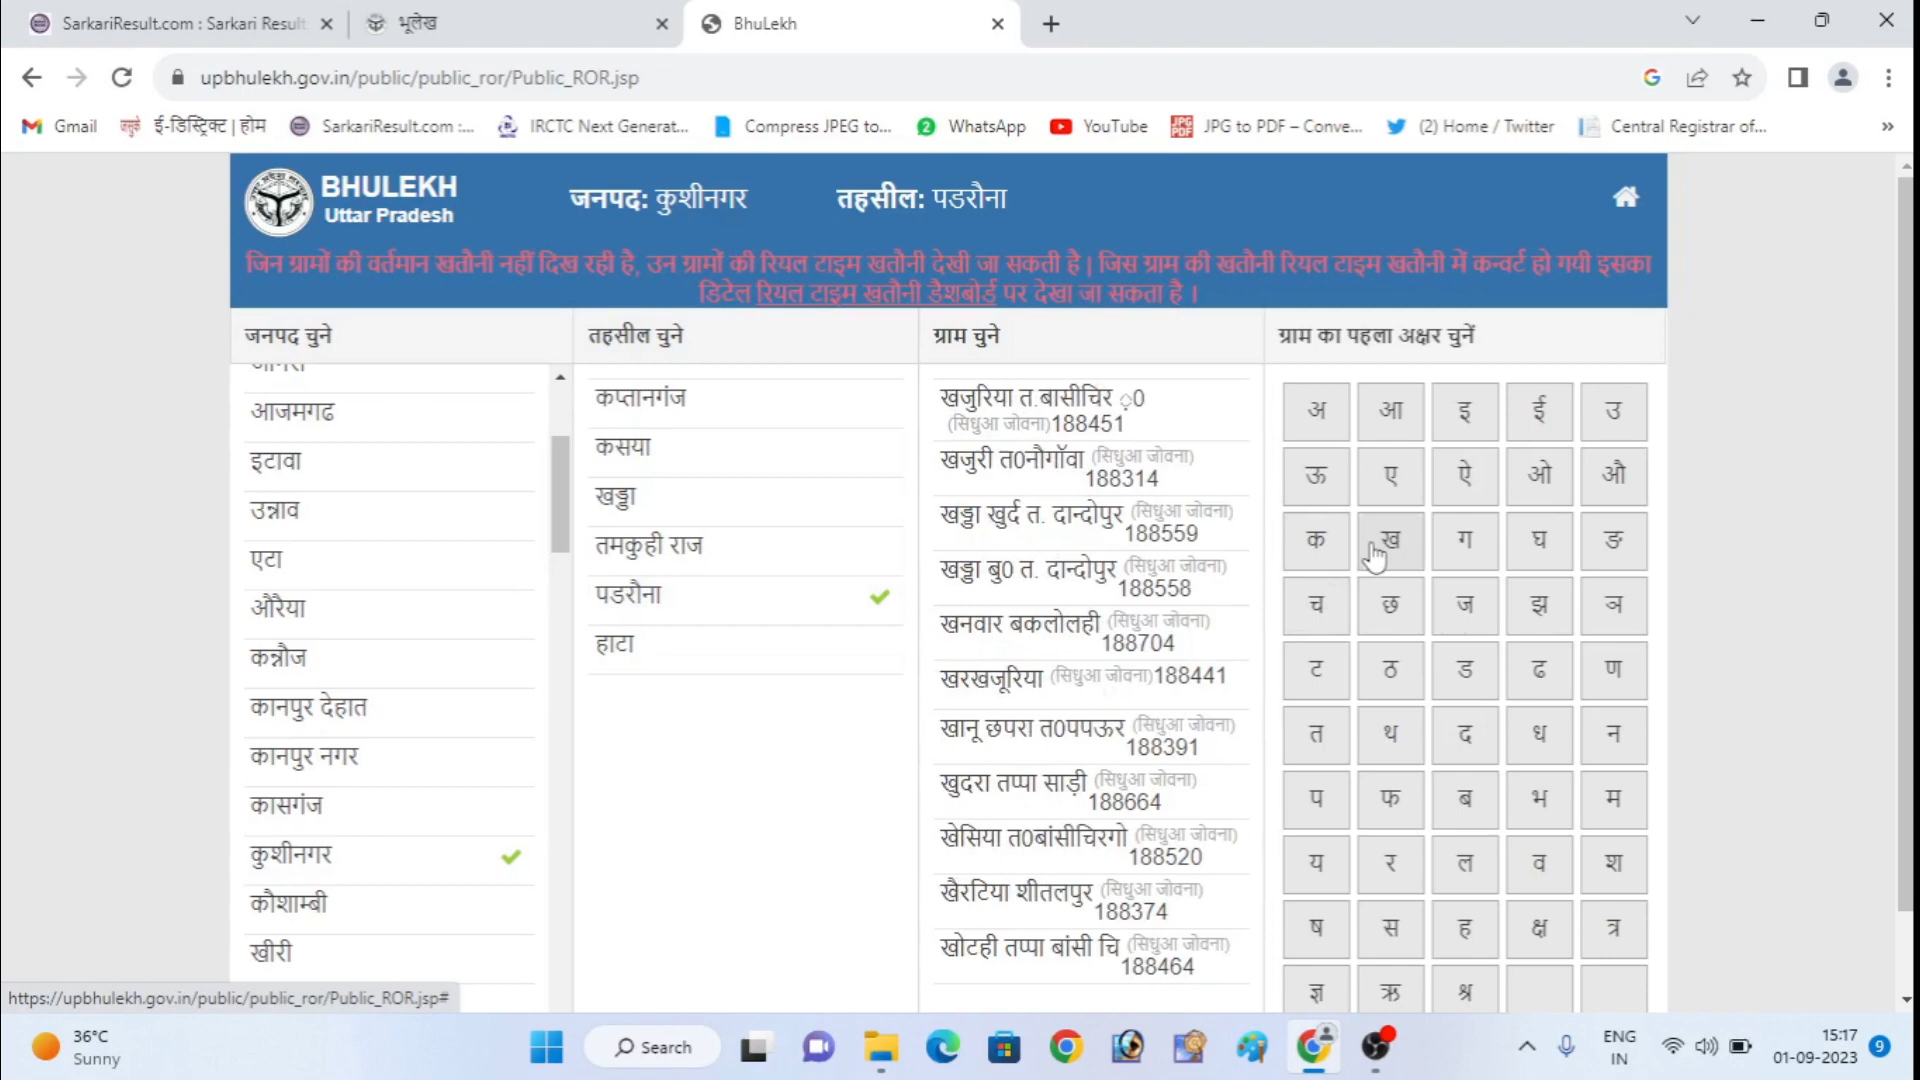 SarkariResult.com : Sarkari Result
भूलेख
BhuLekh
upbhulekh.gov.in/public/public_ror/Public_ROR.jsp
Gmail
ई-डिस्ट्रिक्ट | होम
SarkariResult.com :...
IRCTC Next Generat...
Compress JPEG to...
WhatsApp
YouTube
JPG to PDF – Conve...
(2) Home / Twitter
Central Registrar of...
BHULEKH
Uttar Pradesh
जनपद: कुशीनगर
तहसील: पडरौना
जिन ग्रामों की वर्तमान खतौनी नहीं दिख रही है, उन ग्रामों की रियल टाइम खतौनी देखी जा सकती है | जिस ग्राम की खतौनी रियल टाइम खतौनी में कन्वर्ट हो गयी इसका
डिटेल रियल टाइम खतौनी डैशबोर्ड पर देखा जा सकता है ।
जनपद चुने
तहसील चुने
ग्राम चुने
ग्राम का पहला अक्षर चुनें
आजमगढ
इटावा
उन्नाव
एटा
औरैया
कन्नौज
कानपुर देहात
कानपुर नगर
कासगंज
कुशीनगर
कौशाम्बी
खीरी
कप्तानगंज
कसया
खड्डा
तमकुही राज
पडरौना
हाटा
खजुरिया त.बासीचिर ़0
(सिधुआ जोवना)188451
खजुरी त0नौगॉवा (सिधुआ जोवना)
188314
खड्डा खुर्द त. दान्दोपुर (सिधुआ जोवना)
188559
खड्डा बु0 त. दान्दोपुर (सिधुआ जोवना)
188558
खनवार बकलोलही (सिधुआ जोवना)
188704
खरखजूरिया (सिधुआ जोवना)188441
खानू छपरा त0पपऊर (सिधुआ जोवना)
188391
खुदरा तप्पा साड़ी (सिधुआ जोवना)
188664
खेसिया त0बांसीचिरगो (सिधुआ जोवना)
188520
खैरटिया शीतलपुर (सिधुआ जोवना)
188374
खोटही तप्पा बांसी चि (सिधुआ जोवना)
188464
अ आ इ ई उ
ऊ ए ऐ ओ औ
क ख ग घ ङ
च छ ज झ ञ
ट ठ ड ढ ण
त थ द ध न
प फ ब भ म
य र ल व श
ष स ह क्ष त्र
ज्ञ ऋ श्र
https://upbhulekh.gov.in/public/public_ror/Public_ROR.jsp#
36°C
Sunny
Search
ENG
IN
15:17
01-09-2023
9